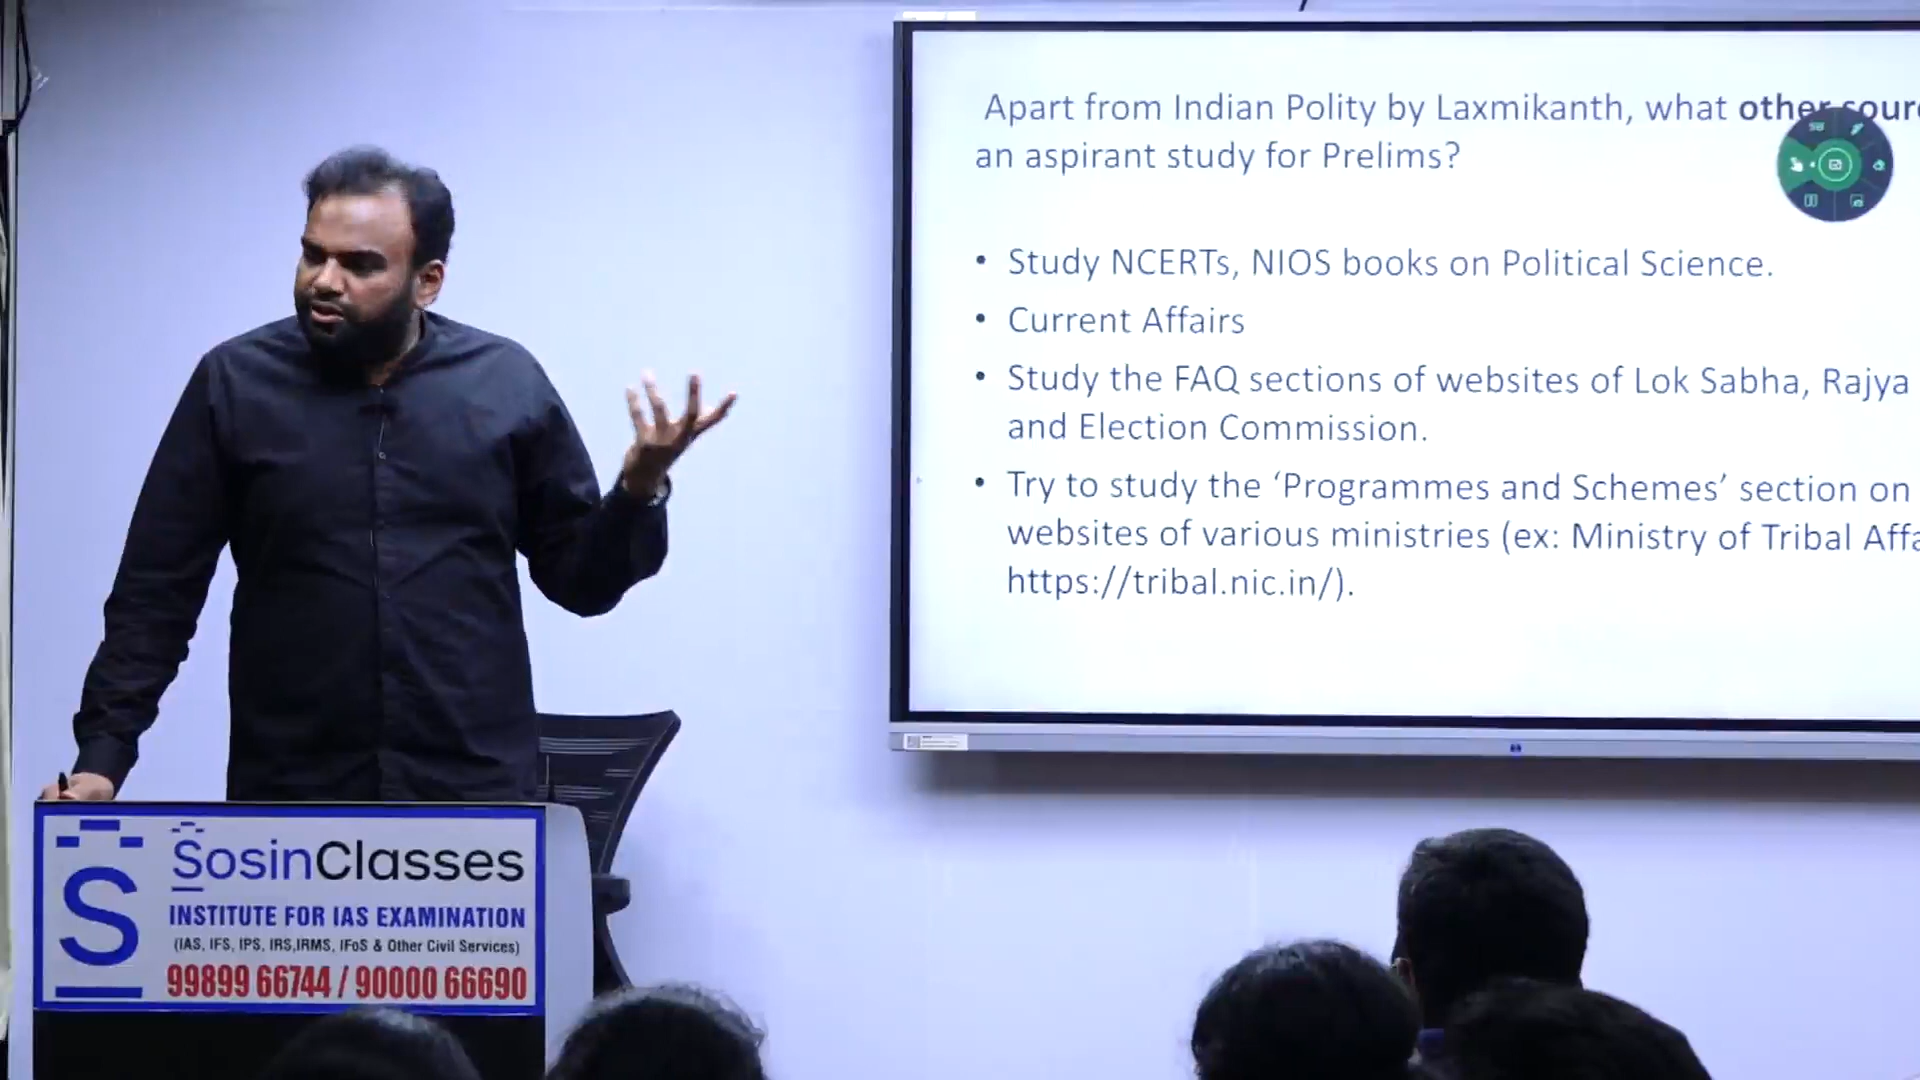 Apart from Indian Polity by Laxmikanth, what other
an aspirant study for Prelims?
• Study NCERTs, NIOS books on Political Science.
• Current Affairs
• Study the FAQ sections of websites of Lok Sabha, Rajya
and Election Commission.
• Try to study the ‘Programmes and Schemes’ section on
websites of various ministries (ex: Ministry of Tribal
https://tribal.nic.in/).
S
SosinClasses
INSTITUTE FOR IAS EXAMINATION
(IAS, IFS, IPS, IRS,IRMS, IFoS & Other Civil Services)
99899 66744 / 90000 66690